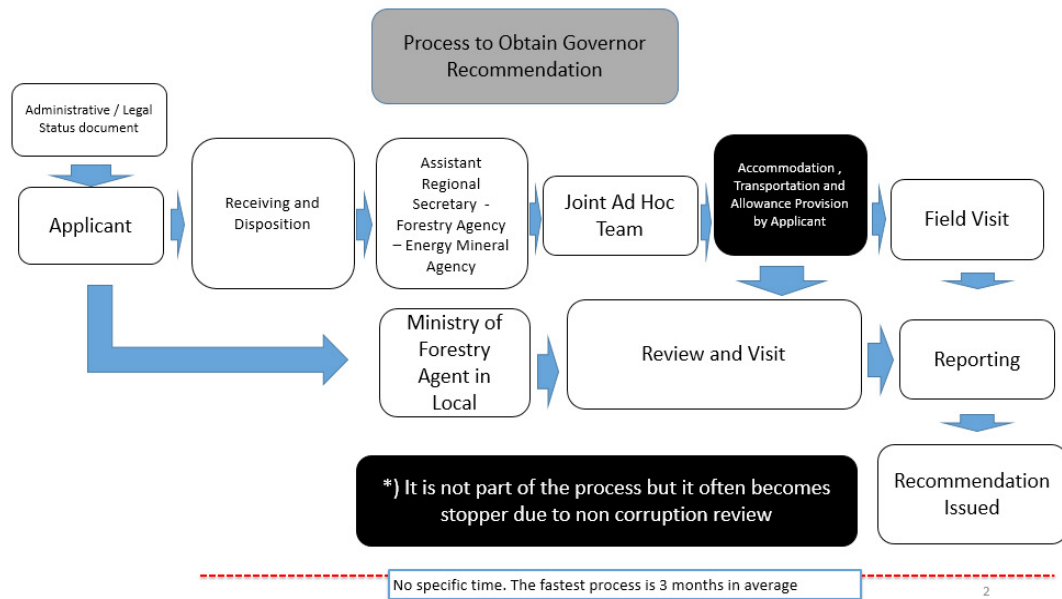 Process to Obtain Governor
Recommendation
Administrative / Legal
Status document
Applicant
Receiving and
Disposition
Assistant
Regional
Secretary  -
Forestry Agency
– Energy Mineral
Agency
Joint Ad Hoc
Team
Accommodation ,
Transportation and
Allowance Provision
by Applicant
Field Visit
Ministry of
Forestry
Agent in
Local
Review and Visit
Reporting
*) It is not part of the process but it often becomes
stopper due to non corruption review
Recommendation
Issued
No specific time. The fastest process is 3 months in average
2